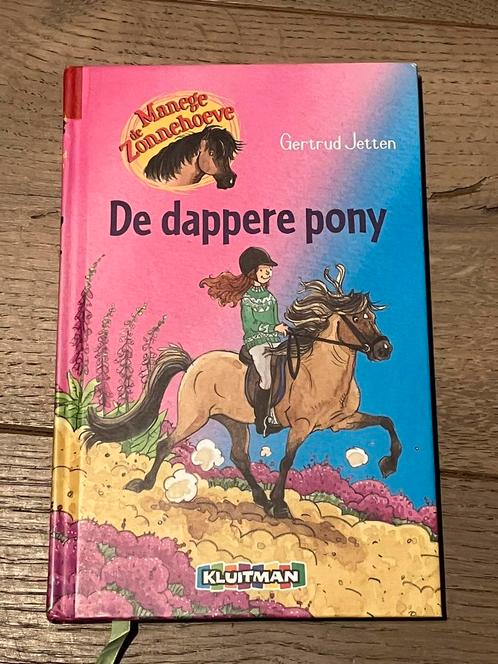 Manege
de
Zonnehoeve
Gertrud Jetten
De dappere pony
KLUITMAN